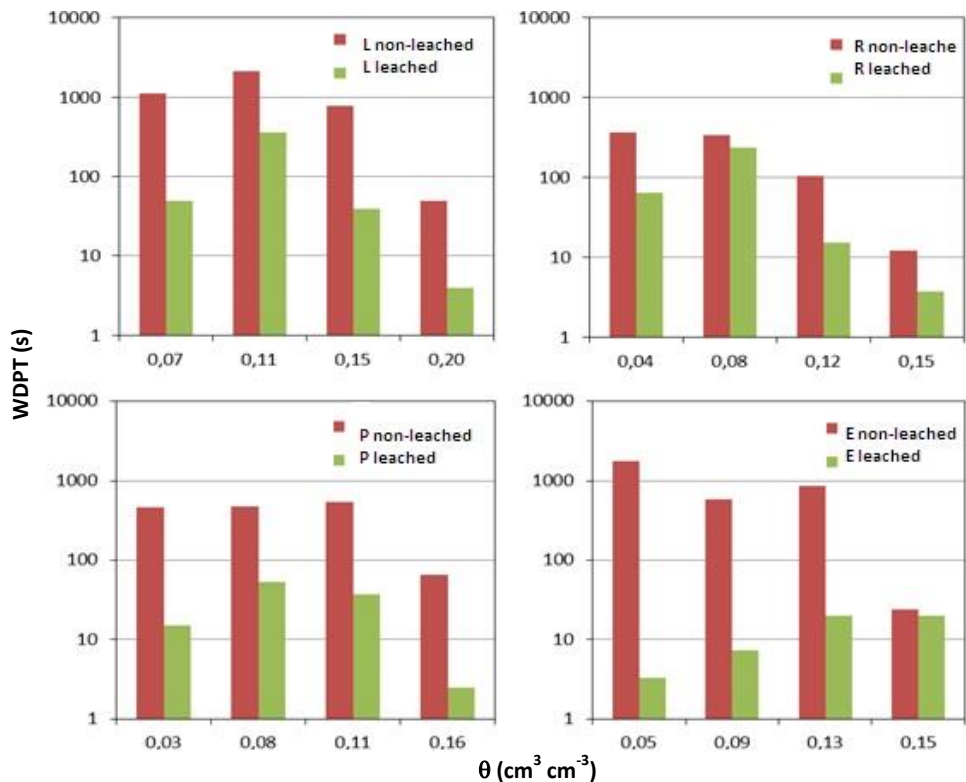 10000
1000
100
10
1
L non-leached
L leached
0,07 0,11 0,15 0,20
10000
1000
100
10
1
R non-leache
R leached
0,04 0,08 0,12 0,15
WDPT (s)
10000
1000
100
10
1
P non-leached
P leached
0,03 0,08 0,11 0,16
10000
1000
100
10
1
E non-leached
E leached
0,05 0,09 0,13 0,15
θ (cm³ cm⁻³)